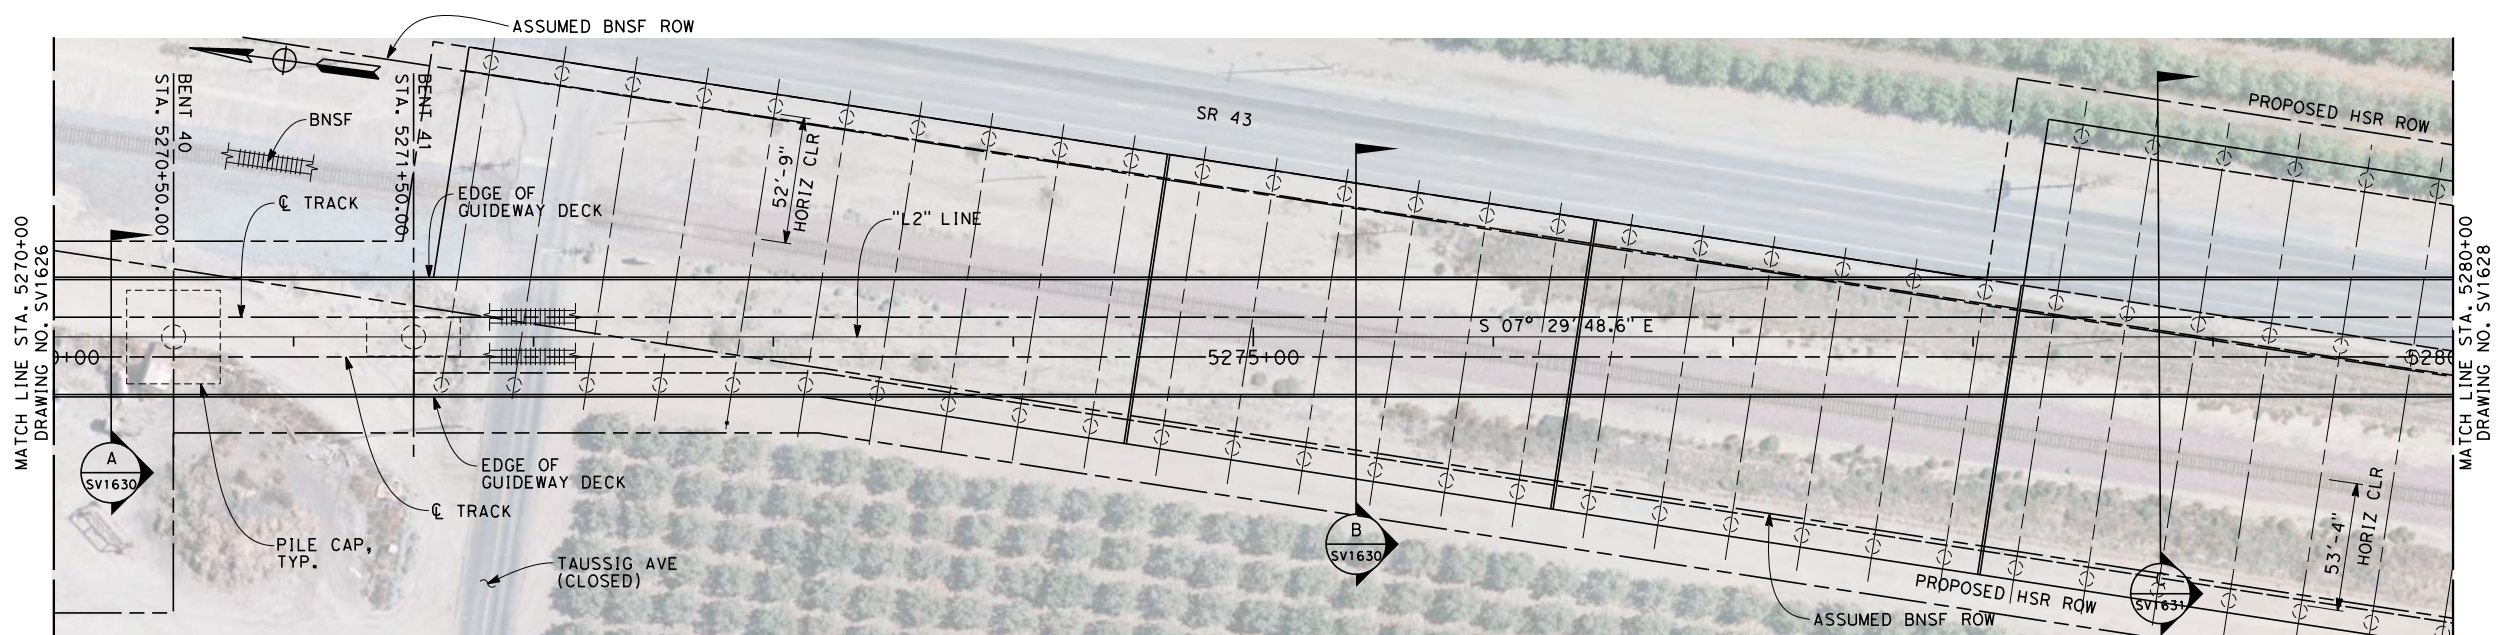 ASSUMED BNSF ROW
BENT 40
STA. 5270+50.00
BENT 41
STA. 5271+50.00
BNSF
℄ TRACK
EDGE OF
GUIDEWAY DECK
52'-9"
HORIZ CLR
SR 43
"L2" LINE
PROPOSED HSR ROW
MATCH LINE STA. 5270+00
DRAWING NO. SV1626
S 07° 29' 48.6" E
0+00
5275+00
5280
MATCH LINE STA. 5280+00
DRAWING NO. SV1628
A
SV1630
EDGE OF
GUIDEWAY DECK
℄ TRACK
PILE CAP,
TYP.
TAUSSIG AVE
(CLOSED)
B
SV1630
53'-4"
HORIZ CLR
PROPOSED HSR ROW
C
SV1631
ASSUMED BNSF ROW